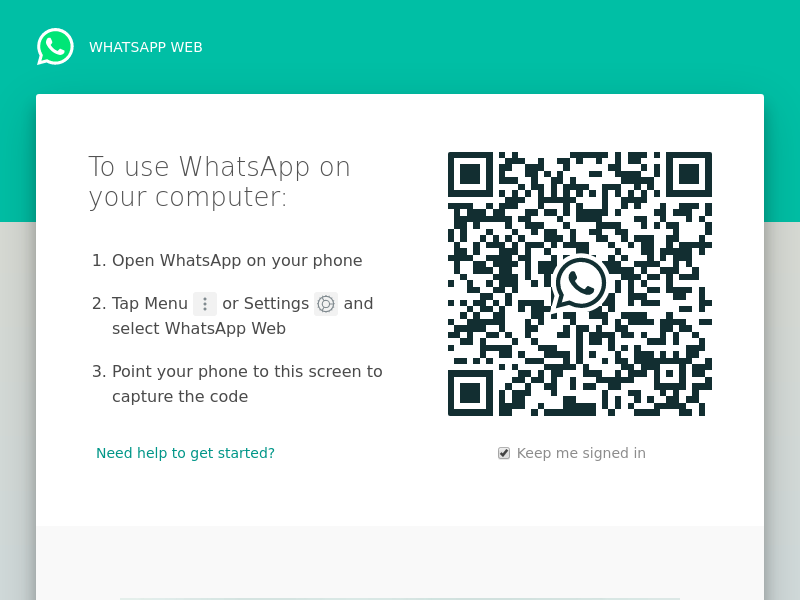 WHATSAPP WEB
To use WhatsApp on
your computer:
1. Open WhatsApp on your phone
2. Tap Menu or Settings and
select WhatsApp Web
3. Point your phone to this screen to
capture the code
Need help to get started?
Keep me signed in